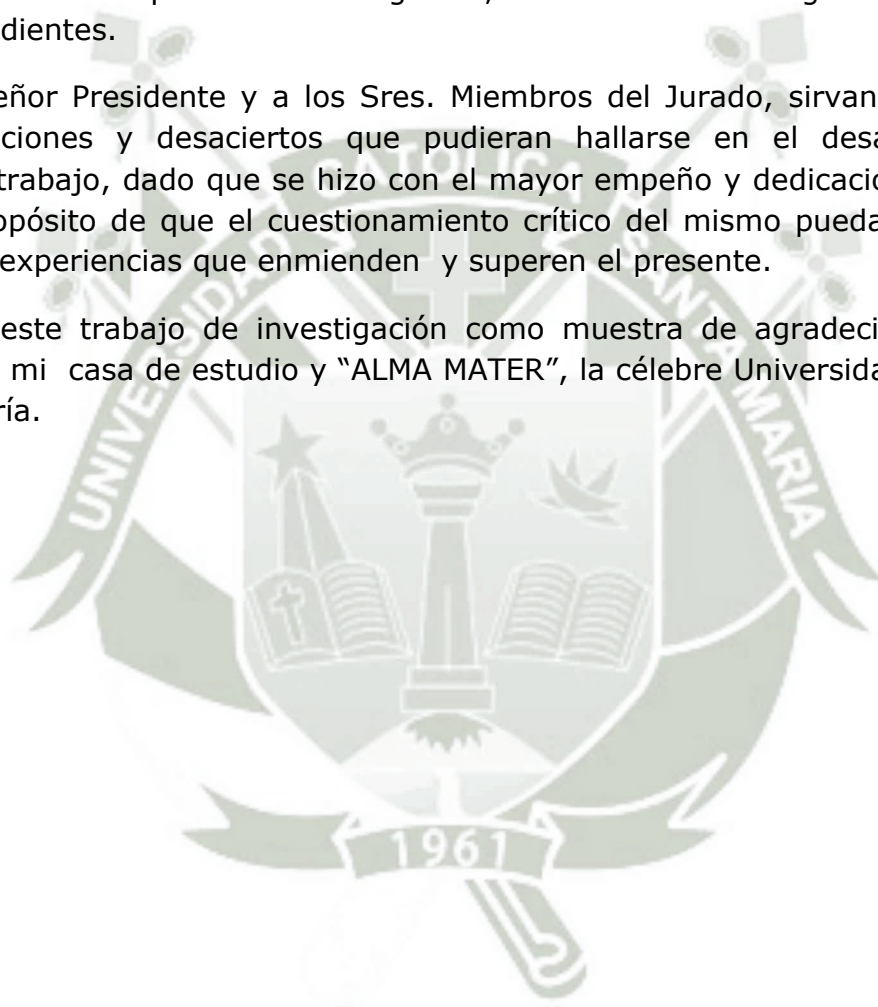 dientes.
eñor Presidente y a los Sres. Miembros del Jurado, sirvan
ciones y desaciertos que pudieran hallarse en el desa
trabajo, dado que se hizo con el mayor empeño y dedicació
opósito de que el cuestionamiento crítico del mismo pueda
experiencias que enmienden y superen el presente.
este trabajo de investigación como muestra de agradeci
mi casa de estudio y “ALMA MATER”, la célebre Universida
ría.
UNIVERSIDAD CATOLICA SANTA MARIA
1961